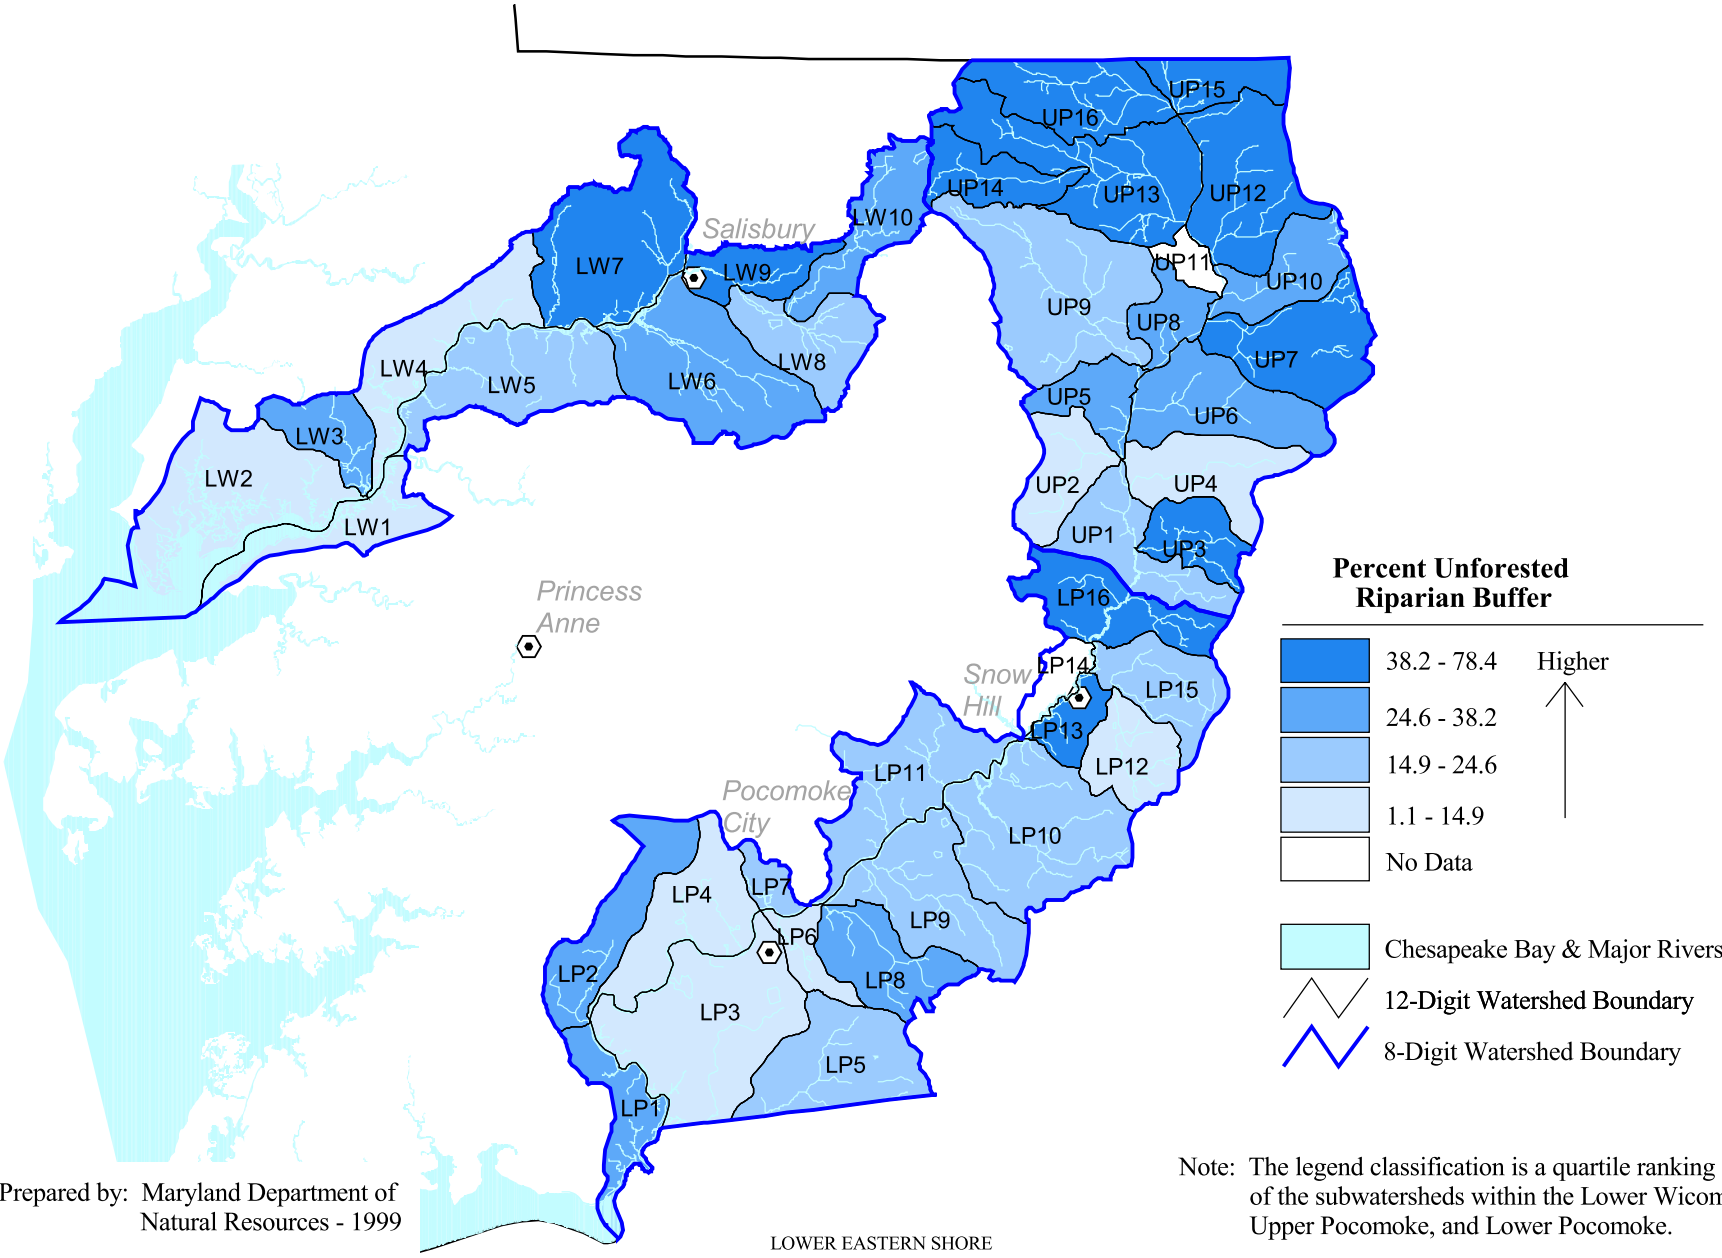 UP15
UP16
UP14
UP13
UP12
LW10
Salisbury
UP11
LW7
LW9
UP10
UP9
UP8
UP7
LW4
LW5
LW6
LW8
UP5
UP6
LW3
LW2
UP2
UP4
LW1
UP1
UP3
Percent Unforested
Riparian Buffer
LP16
Princess
Anne
38.2 - 78.4 Higher
24.6 - 38.2
14.9 - 24.6
1.1 - 14.9
No Data
LP14
Snow
Hill
LP15
LP13
LP12
LP11
Pocomoke
City
LP10
LP4
LP7
LP9
LP6
LP2
LP8
LP3
LP5
LP1
Chesapeake Bay & Major Rivers
12-Digit Watershed Boundary
8-Digit Watershed Boundary
Prepared by: Maryland Department of
Natural Resources - 1999
Note: The legend classification is a quartile ranking
of the subwatersheds within the Lower
Upper Pocomoke, and Lower Pocomoke.
LOWER EASTERN SHORE